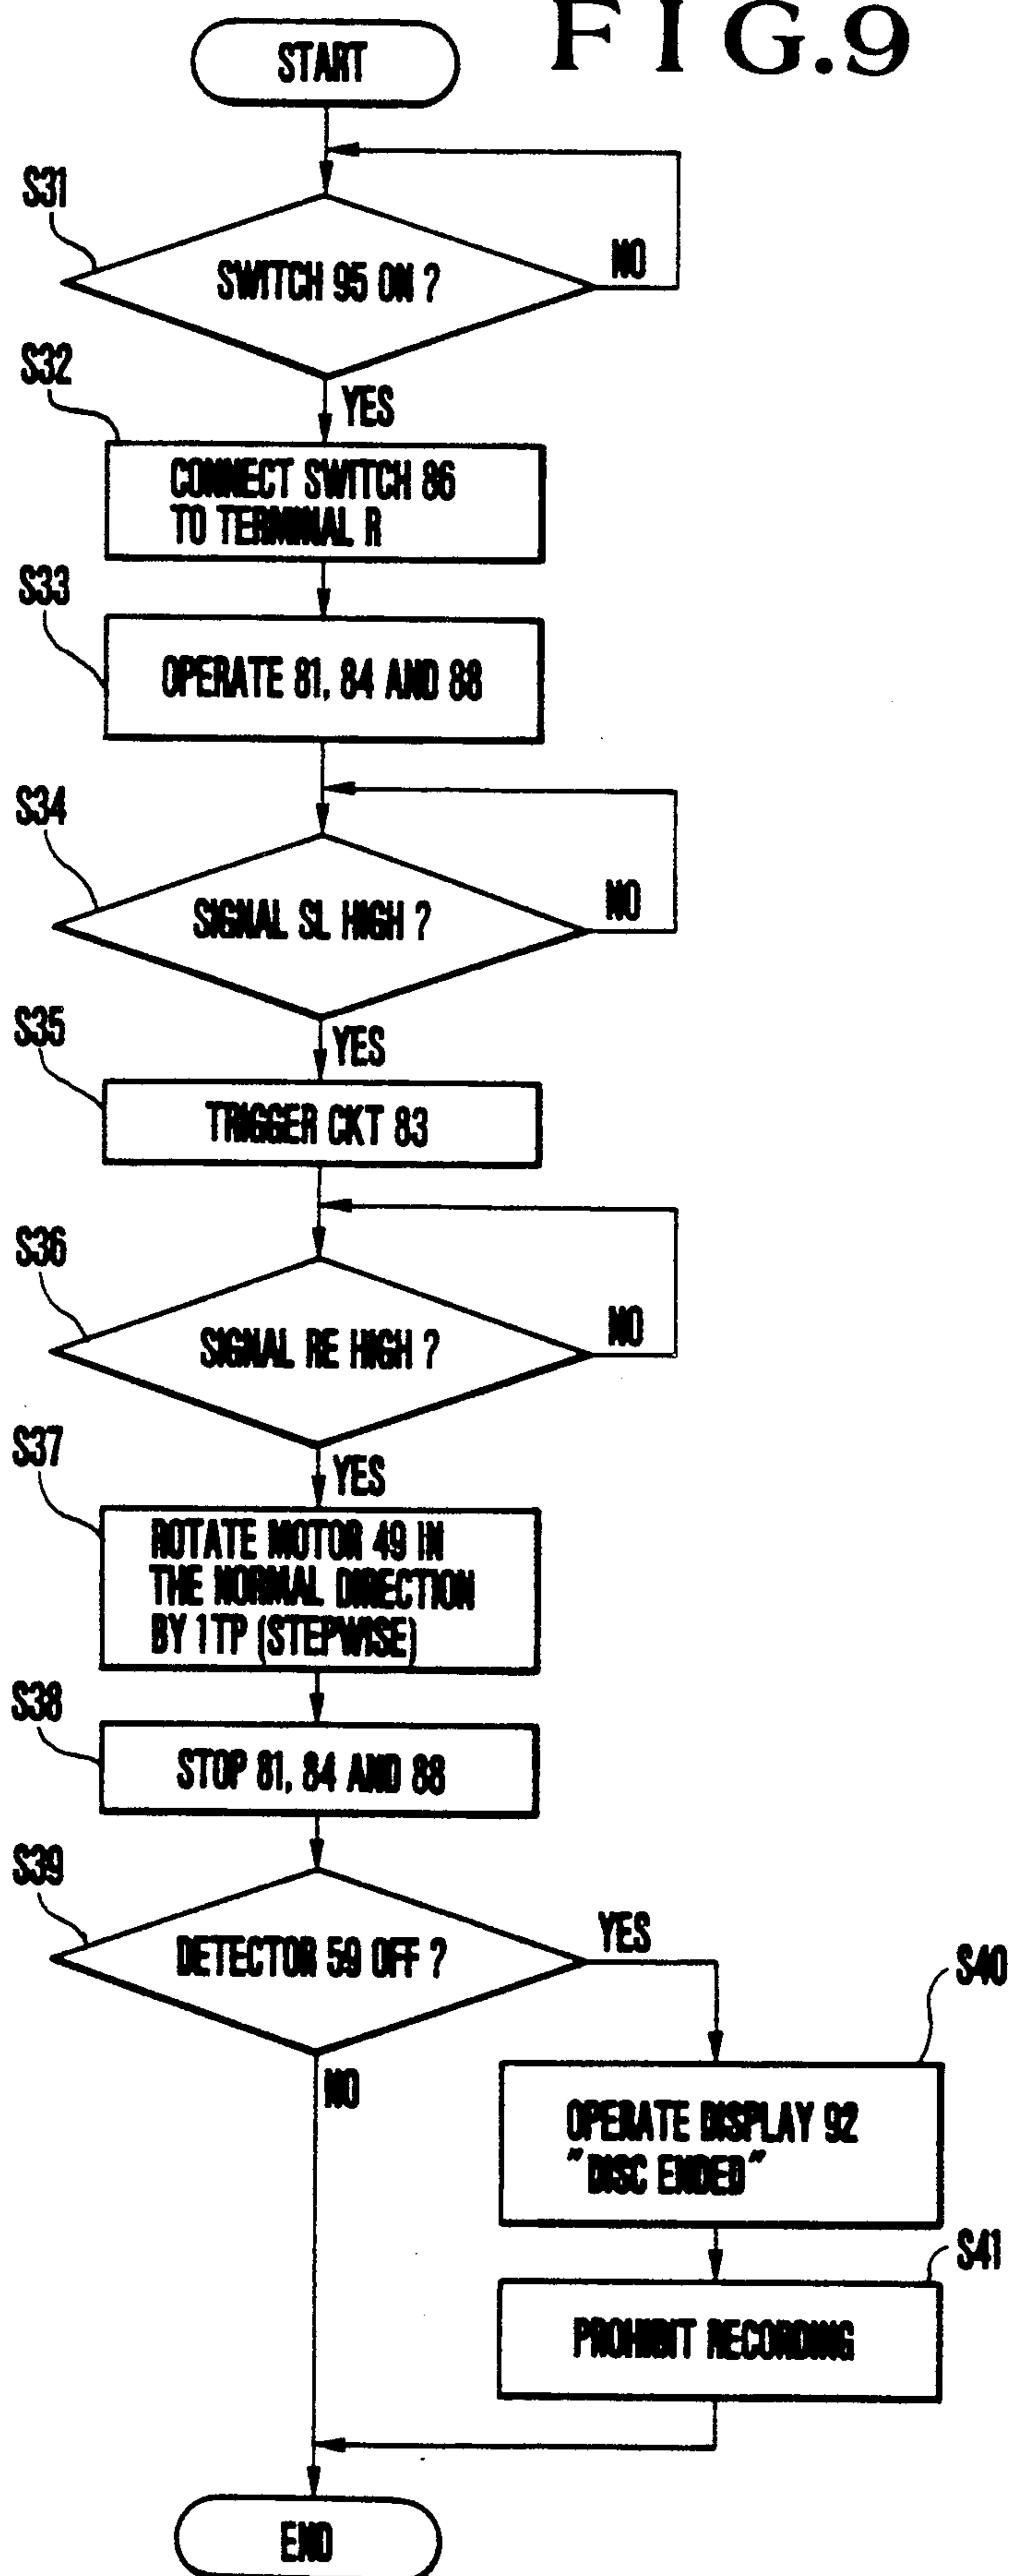 FIG.9
START
S31
SWITCH 95 ON ?
NO
S32
YES
CONNECT SWITCH 86
TO TERMINAL R
S33
OPERATE 81, 84 AND 88
S34
SIGNAL SL HIGH ?
NO
S35
YES
TRIGGER CKT 83
S36
SIGNAL RE HIGH ?
NO
S37
YES
ROTATE MOTOR 49 IN
THE NORMAL DIRECTION
BY 1TP (STEPWISE)
S38
STOP 81, 84 AND 88
S39
DETECTOR 59 OFF ?
YES
S40
NO
OPERATE DISPLAY 92
"DISC ENDED"
S41
PROHIBIT RECORDING
END